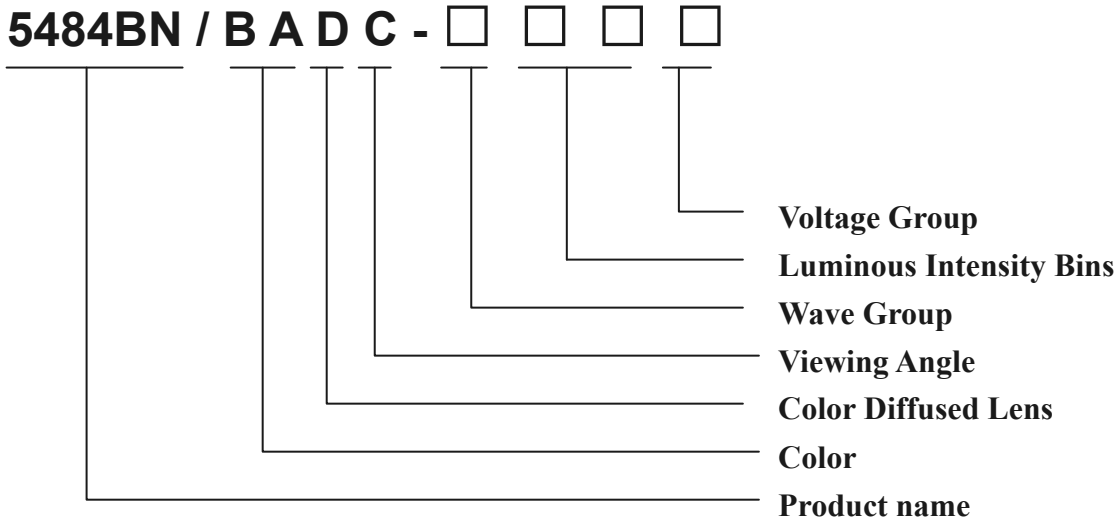 5484BN / B A D C - □ □ □ □
Voltage Group
Luminous Intensity Bins
Wave Group
Viewing Angle
Color Diffused Lens
Color
Product name